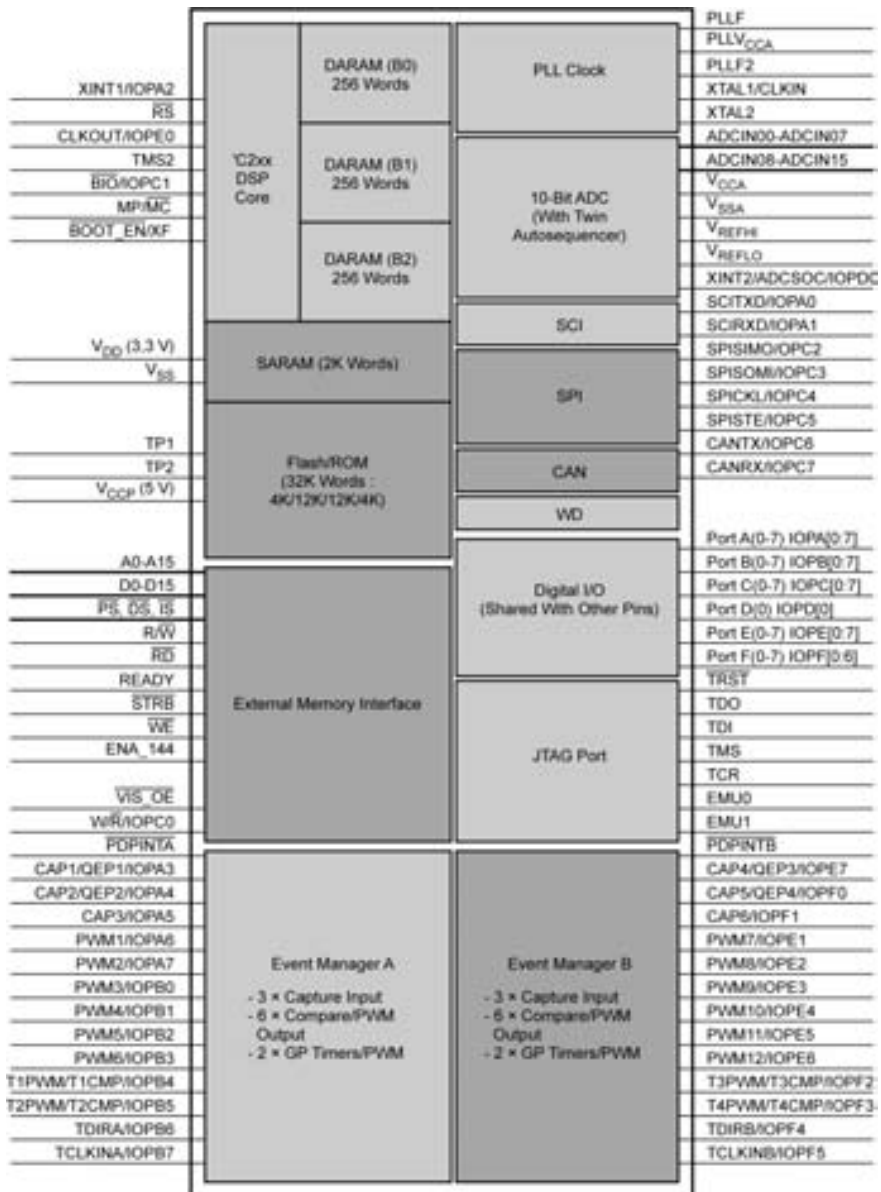 XINT1/IOPA2
RS
CLKOUT/IOPE0
TMS2
BIO/IOPC1
MP/MC
BOOT_EN/XF
VDD (3.3 V)
VSS
TP1
TP2
VCCP (5 V)
A0-A15
D0-D15
PS, DS, IS
R/W
RD
READY
STRB
WE
ENA_144
VIS_OE
W/R/IOPC0
PDPINTA
CAP1/QEP1/IOPA3
CAP2/QEP2/IOPA4
CAP3/IOPA5
PWM1/IOPA6
PWM2/IOPA7
PWM3/IOPB0
PWM4/IOPB1
PWM5/IOPB2
PWM6/IOPB3
T1PWM/T1CMP/IOPB4
T2PWM/T2CMP/IOPB5
TDIRA/IOPB6
TCLKINA/IOPB7
'C2xx
DSP
Core
DARAM (B0)
256 Words
DARAM (B1)
256 Words
DARAM (B2)
256 Words
SARAM (2K Words)
Flash/ROM
(32K Words :
4K/12K/12K/4K)
External Memory Interface
Event Manager A
- 3 × Capture Input
- 6 × Compare/PWM
Output
- 2 × GP Timers/PWM
PLL Clock
10-Bit ADC
(With Twin
Autosequencer)
SCI
SPI
CAN
WD
Digital I/O
(Shared With Other Pins)
JTAG Port
Event Manager B
- 3 × Capture Input
- 6 × Compare/PWM
Output
- 2 × GP Timers/PWM
PLLF
PLLVCCA
PLLF2
XTAL1/CLKIN
XTAL2
ADCIN00-ADCIN07
ADCIN08-ADCIN15
VCCA
VSSA
VREFHI
VREFLO
XINT2/ADCSOC/IOPDC
SCITXD/IOPA0
SCIRXD/IOPA1
SPISIMO/OPC2
SPISOMI/IOPC3
SPICKL/IOPC4
SPISTE/IOPC5
CANTX/IOPC6
CANRX/IOPC7
Port A(0-7) IOPA[0:7]
Port B(0-7) IOPB[0:7]
Port C(0-7) IOPC[0:7]
Port D(0) IOPD[0]
Port E(0-7) IOPE[0:7]
Port F(0-7) IOPF[0:6]
TRST
TDO
TDI
TMS
TCR
EMU0
EMU1
PDPINTB
CAP4/QEP3/IOPE7
CAP5/QEP4/IOPF0
CAP6/IOPF1
PWM7/IOPE1
PWM8/IOPE2
PWM9/IOPE3
PWM10/IOPE4
PWM11/IOPE5
PWM12/IOPE6
T3PWM/T3CMP/IOPF2
T4PWM/T4CMP/IOPF3
TDIRB/IOPF4
TCLKINB/IOPF5